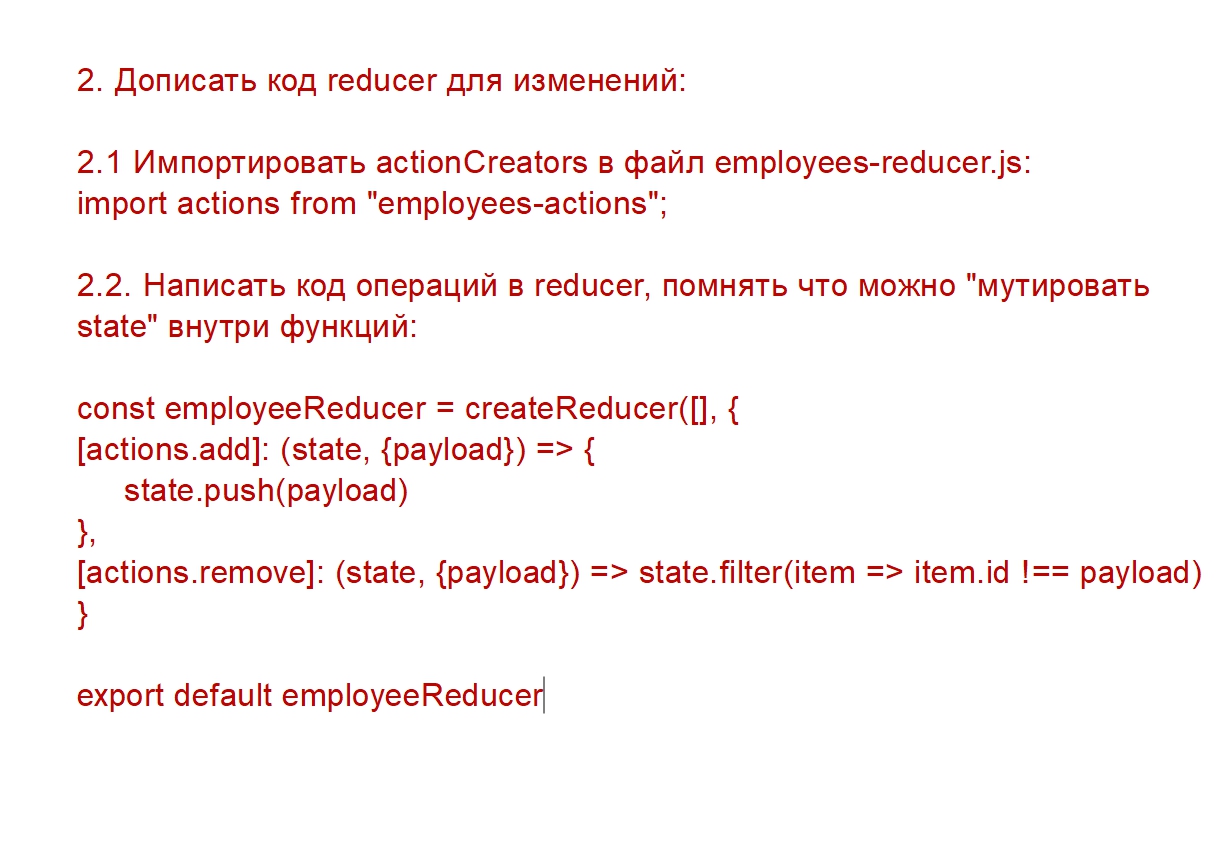 2. Дописать код reducer для изменений:
2.1 Импортировать actionCreators в файл employees-reducer.js:
import actions from "employees-actions";
2.2. Написать код операций в reducer, помнять что можно "мутировать
state" внутри функций:
const employeeReducer = createReducer([], {
[actions.add]: (state, {payload}) => {
state.push(payload)
},
[actions.remove]: (state, {payload}) => state.filter(item => item.id !== payload)
}
export default employeeReducer